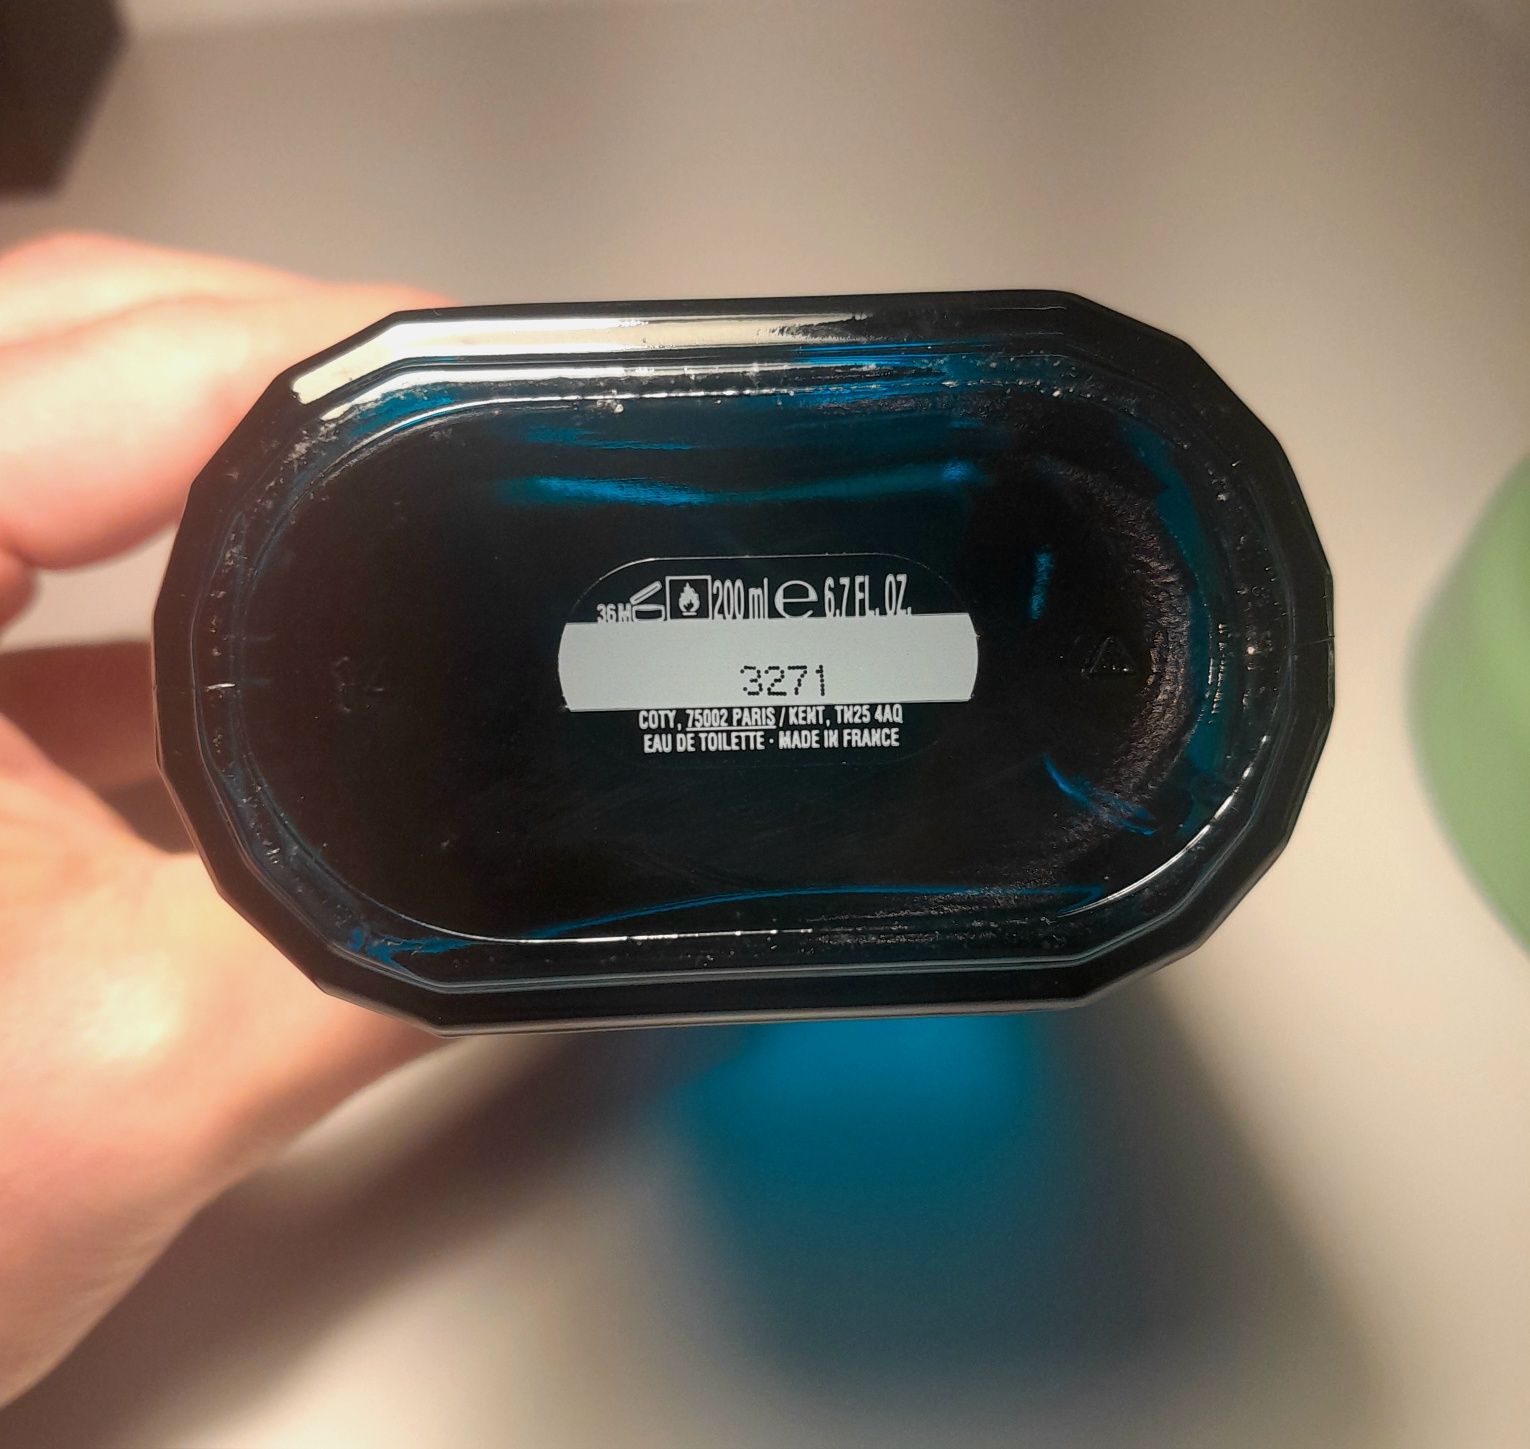 36M 200 ml e 6.7 FL. OZ.
3271
COTY, 75002 PARIS / KENT, TN25 4AQ
EAU DE TOILETTE · MADE IN FRANCE